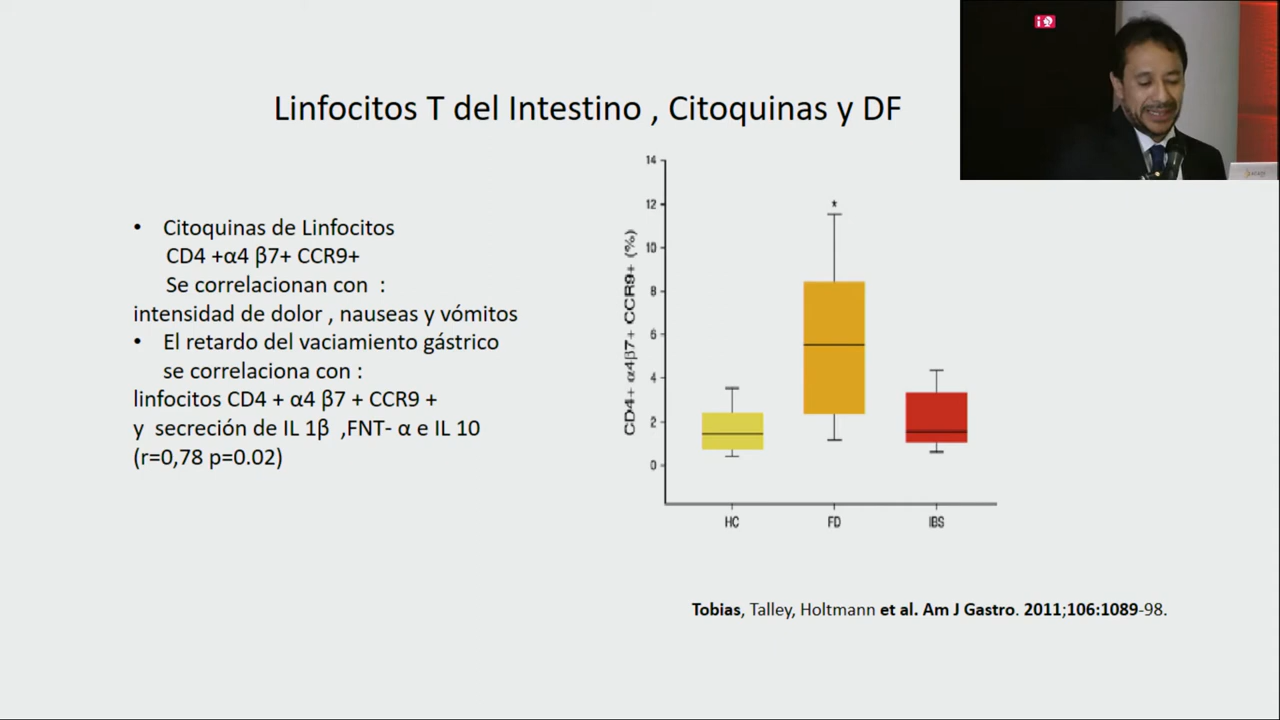 Linfocitos T del Intestino , Citoquinas y DF
• Citoquinas de Linfocitos
CD4 +α4 β7+ CCR9+
Se correlacionan con :
intensidad de dolor , nauseas y vómitos
• El retardo del vaciamiento gástrico
se correlaciona con :
linfocitos CD4 + α4 β7 + CCR9 +
y secreción de IL 1β ,FNT- α e IL 10
(r=0,78 p=0.02)
CD4+ α4β7+ CCR9+ (%)
14
12
10
8
6
4
2
0
*
HC FD IBS
Tobias, Talley, Holtmann et al. Am J Gastro. 2011;106:1089-98.